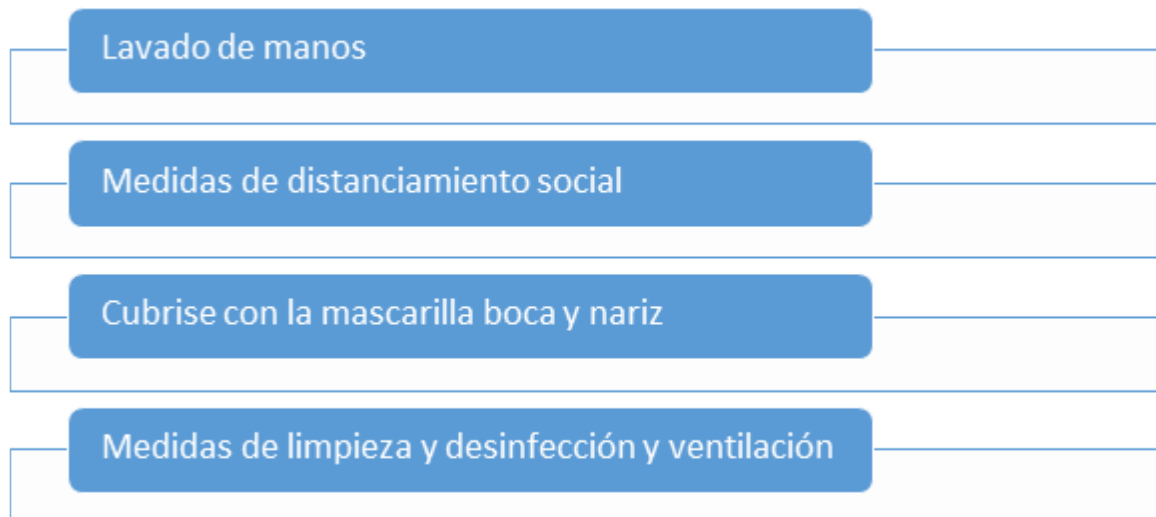 Lavado de manos
Medidas de distanciamiento social
Cubrise con la mascarilla boca y nariz
Medidas de limpieza y desinfección y ventilación